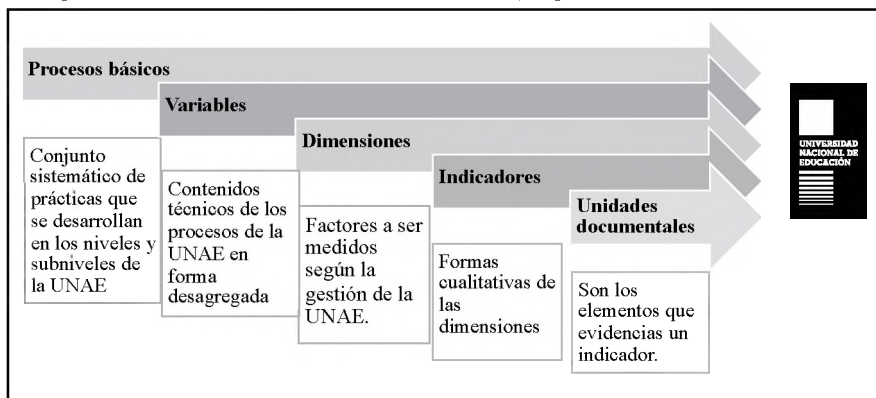 Procesos básicos
Conjunto
sistemático de
prácticas que
se desarrollan
en los niveles y
subniveles de
la UNAE
Variables
Contenidos
técnicos de los
procesos de la
UNAE en
forma
desagregada
Dimensiones
Factores a ser
medidos
según la
gestión de la
UNAE.
Indicadores
Formas
cualitativas de
las
dimensiones
Unidades
documentales
Son los
elementos que
evidencias un
indicador.
UNIVERSIDAD
NACIONAL DE
EDUCACIÓN